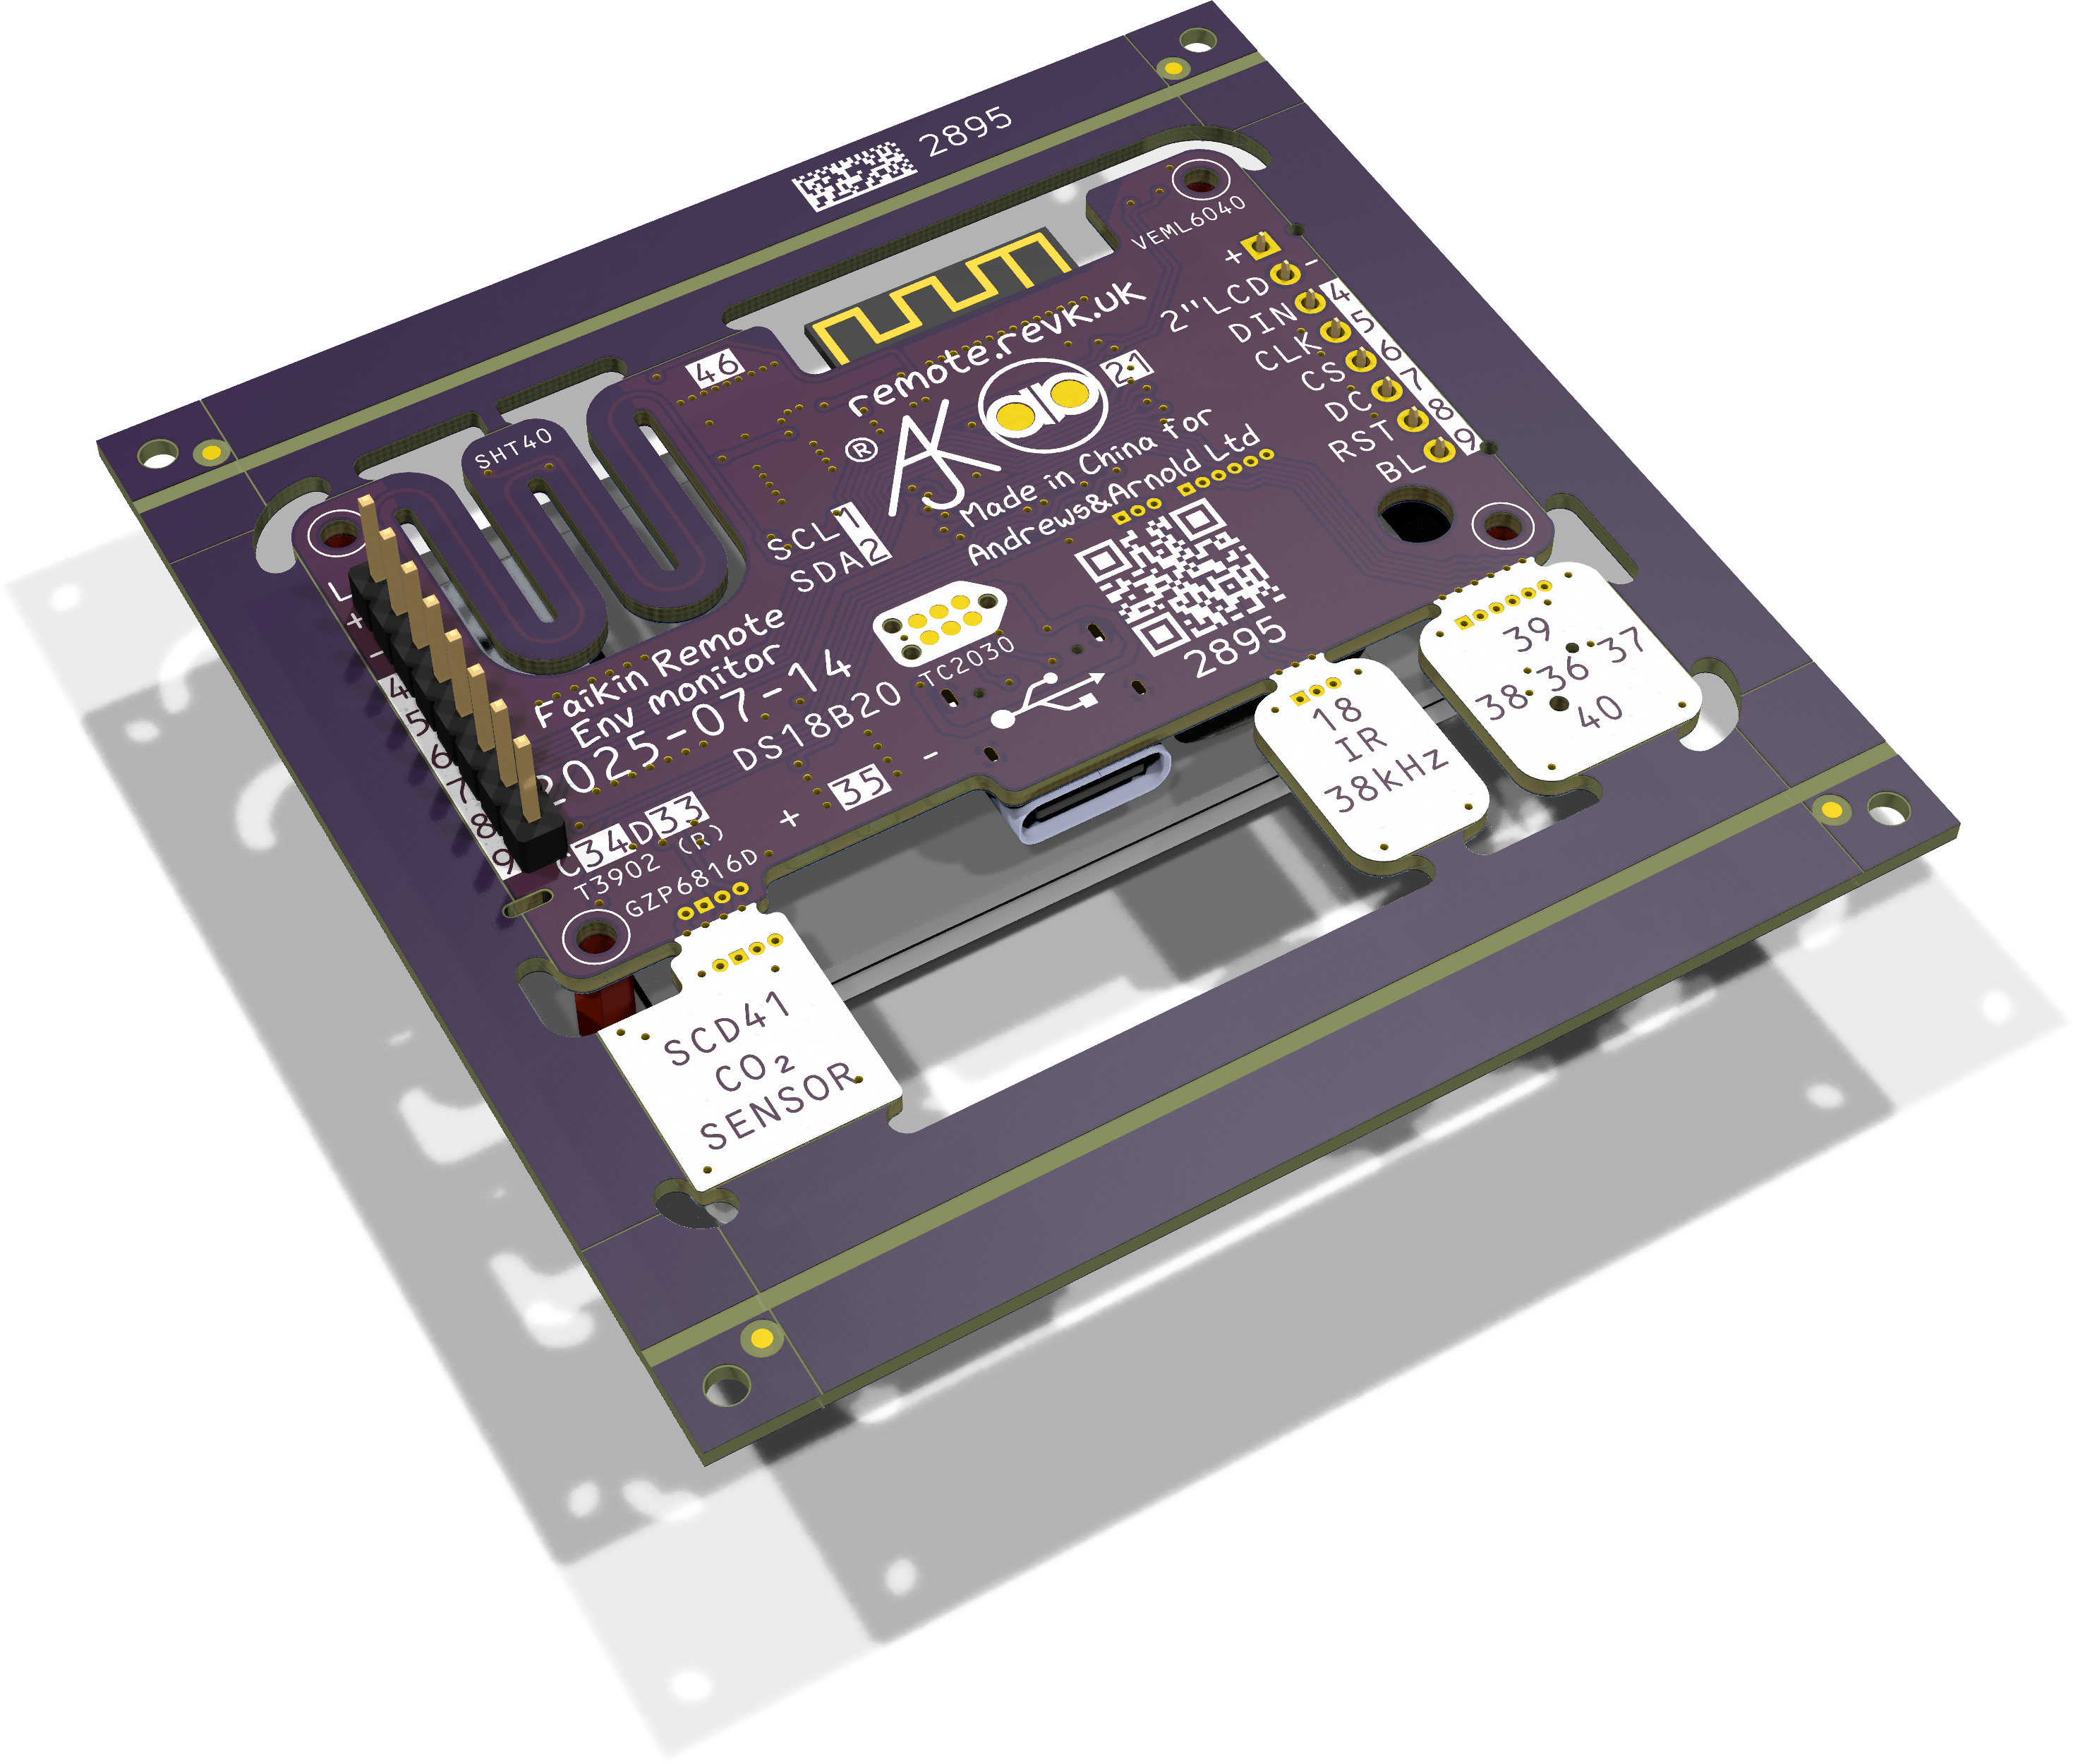 2895
VEML6040
+
-
2"LCD
DIN 4
CLK 5
CS 6
DC 7
RST 8
BL 9
remote.revk.uk
46
21
®
AJK
Made in China for
Andrews&Arnold Ltd
SHT40
SCL 1
SDA 2
2895
TC2030
Faikin Remote
Env monitor
2025-07-14
DS18B20
+ 35 -
L
+
-
4
5
6
7
8
9
C34D33
T3902 (R)
GZP6816D
39
38 36 37
40
18
IR
38kHz
SCD41
CO₂
SENSOR